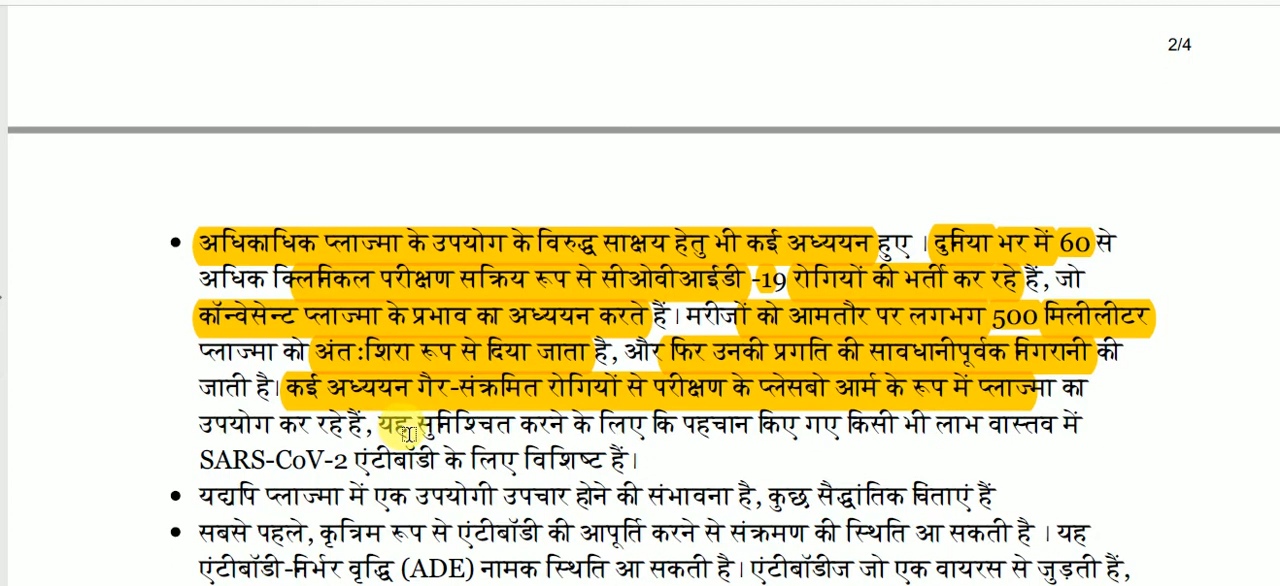 2/4
• अधिकाधिक प्लाज्मा के उपयोग के विरुद्ध साक्षय हेतु भी कई अध्ययन हुए । दुनिया भर में 60 से
अधिक क्लिनिकल परीक्षण सक्रिय रूप से सीओवीआईडी -19 रोगियों की भर्ती कर रहे हैं, जो
कॉन्वेसेन्ट प्लाज्मा के प्रभाव का अध्ययन करते हैं। मरीजों को आमतौर पर लगभग 500 मिलीलीटर
प्लाज्मा को अंत:शिरा रूप से दिया जाता है, और फिर उनकी प्रगति की सावधानीपूर्वक निगरानी की
जाती है। कई अध्ययन गैर-संक्रमित रोगियों से परीक्षण के प्लेसबो आर्म के रूप में प्लाज्मा का
उपयोग कर रहे हैं, यह सुनिश्चित करने के लिए कि पहचान किए गए किसी भी लाभ वास्तव में
SARS-CoV-2 एंटीबॉडी के लिए विशिष्ट हैं।
• यद्यपि प्लाज्मा में एक उपयोगी उपचार होने की संभावना है, कुछ सैद्धांतिक चिंताएं हैं
• सबसे पहले, कृत्रिम रूप से एंटीबॉडी की आपूर्ति करने से संक्रमण की स्थिति आ सकती है । यह
एंटीबॉडी-निर्भर वृद्धि (ADE) नामक स्थिति आ सकती है। एंटीबॉडीज जो एक वायरस से जुड़ती हैं,